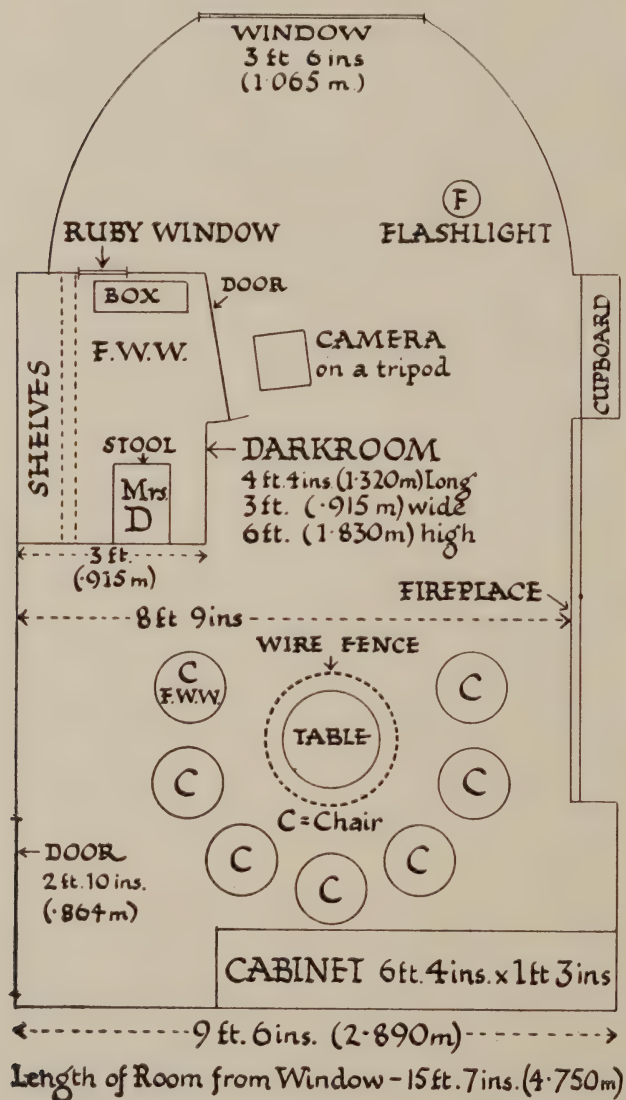 WINDOW
3 ft 6 ins
(1·065 m.)
F
FLASHLIGHT
RUBY WINDOW
DOOR
BOX
F.W.W.
CAMERA
on a tripod
CUPBOARD
SHELVES
STOOL
Mrs.
D
DARKROOM
4 ft. 4 ins. (1·320m) Long
3 ft. (·915 m) wide
6 ft. (1·830m) high
3 ft.
(·915 m)
FIREPLACE
8 ft 9 ins
WIRE FENCE
C
F.W.W.
C
TABLE
C
C
C = Chair
C
C
C
DOOR
2 ft. 10 ins.
(·864 m)
CABINET 6 ft. 4 ins. x 1 ft 3 ins
9 ft. 6 ins. (2·890m)
Length of Room from Window - 15 ft. 7 ins. (4·750m)